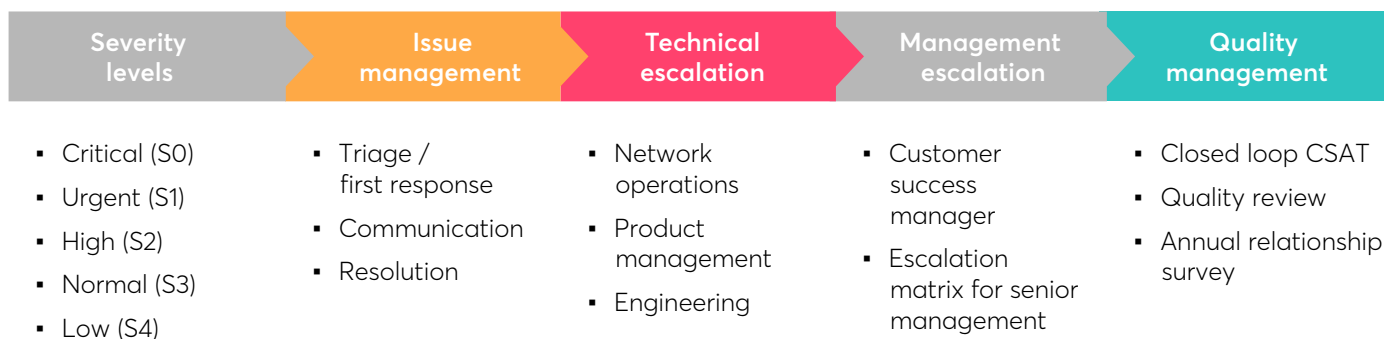 Severity
levels
Issue
management
Technical
escalation
Management
escalation
Quality
management
▪ Critical (S0)
▪ Urgent (S1)
▪ High (S2)
▪ Normal (S3)
▪ Low (S4)
▪ Triage /
first response
▪ Communication
▪ Resolution
▪ Network
operations
▪ Product
management
▪ Engineering
▪ Customer
success
manager
▪ Escalation
matrix for senior
management
▪ Closed loop CSAT
▪ Quality review
▪ Annual relationship
survey